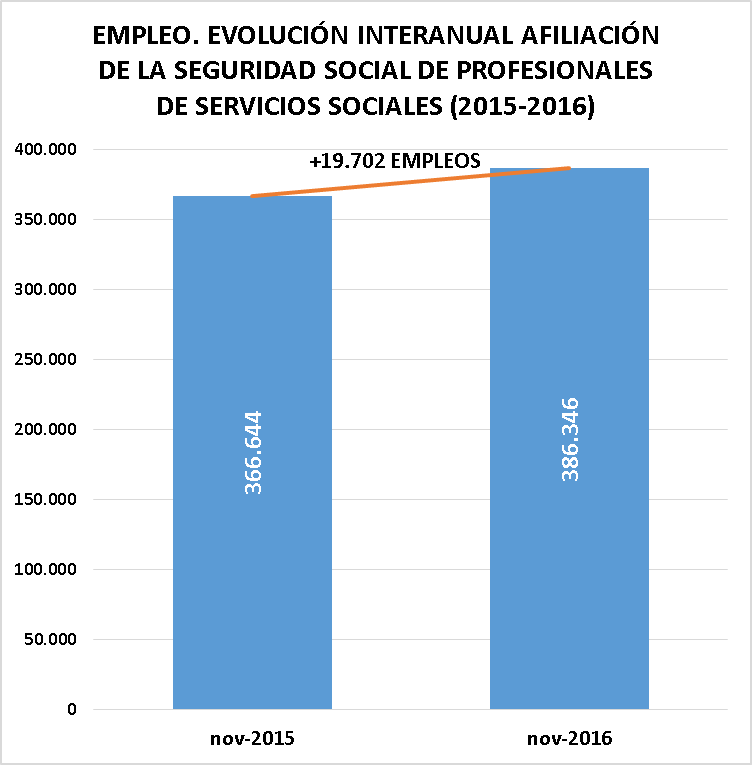 EMPLEO. EVOLUCIÓN INTERANUAL AFILIACIÓN
DE LA SEGURIDAD SOCIAL DE PROFESIONALES
DE SERVICIOS SOCIALES (2015-2016)
400.000
+19.702 EMPLEOS
350.000
300.000
250.000
200.000
150.000
100.000
50.000
0
366.644
386.346
nov-2015
nov-2016